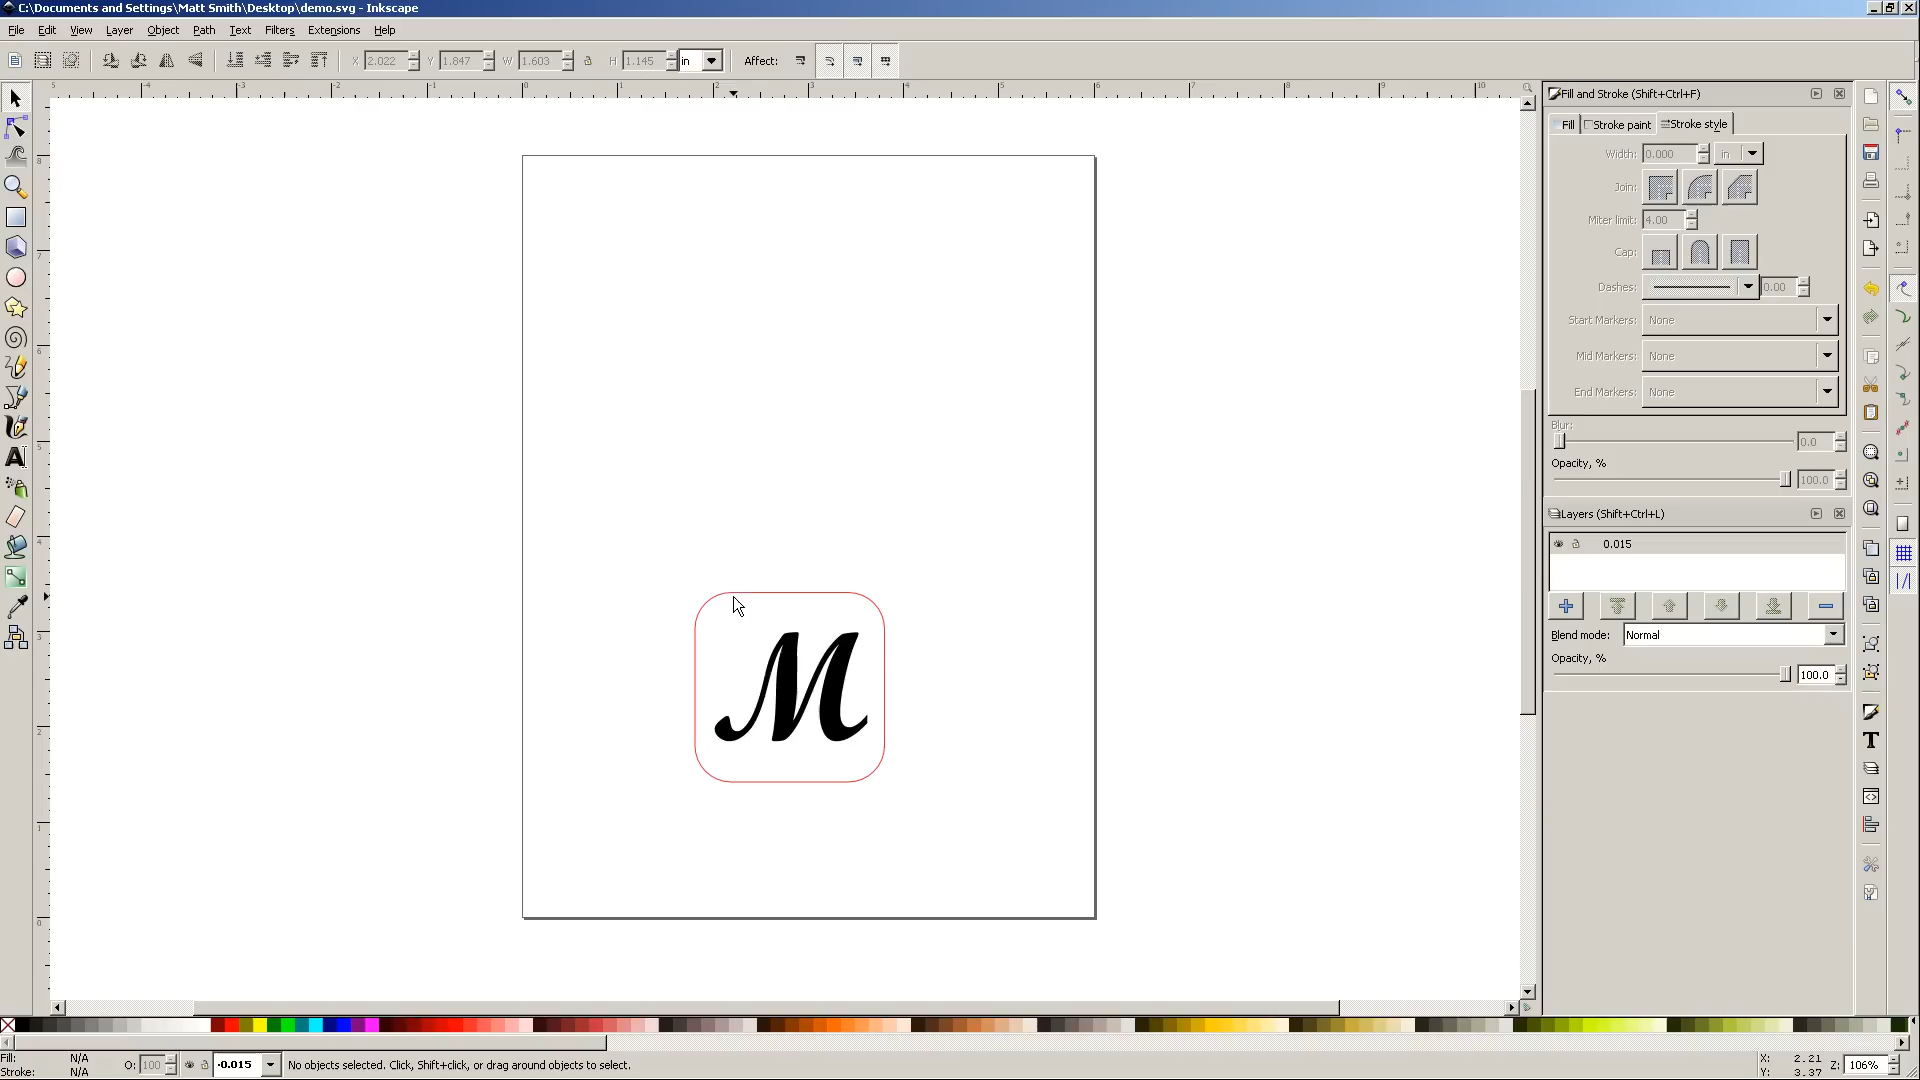 C:\Documents and Settings\Matt Smith\Desktop\demo.svg - Inkscape
File Edit View Layer Object Path Text Filters Extensions Help
X 2.022 Y 1.847 W 1.603 H 1.145 in Affect:
Fill and Stroke (Shift+Ctrl+F)
Fill Stroke paint Stroke style
Width: 0.000 in
Join:
Miter limit: 4.00
Cap:
Dashes: 0.00
Start Markers: None
Mid Markers: None
End Markers: None
Blur:
0.0
Opacity, %
100.0
Layers (Shift+Ctrl+L)
0.015
Blend mode: Normal
Opacity, %
100.0
M
Fill: N/A
Stroke: N/A
O: 100
-0.015
No objects selected. Click, Shift+click, or drag around objects to select.
X: 2.21
Y: 3.37
Z: 106%